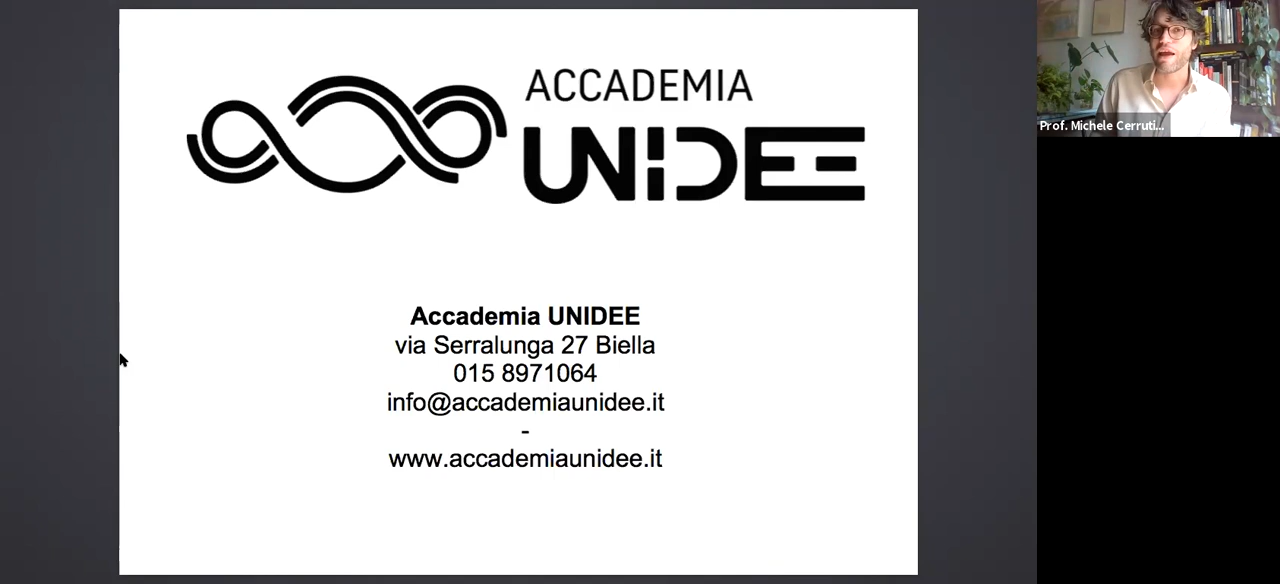 ACCADEMIA
UNIDEE
Accademia UNIDEE
via Serralunga 27 Biella
015 8971064
info@accademiaunidee.it
-
www.accademiaunidee.it
Prof. Michele Cerruti...